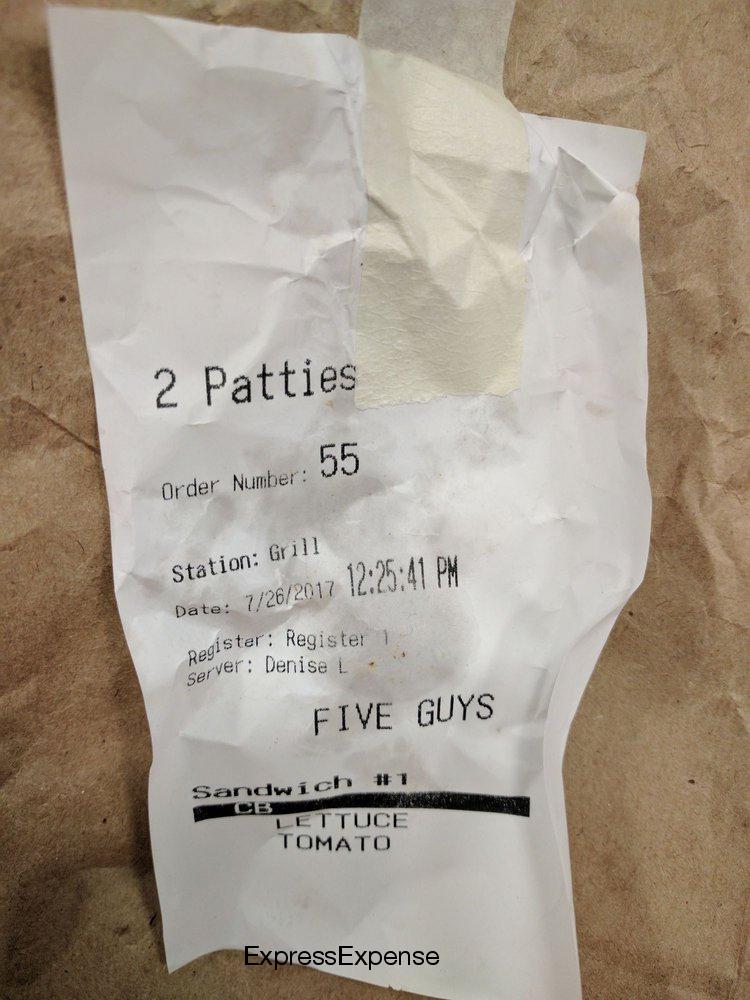 2 Patties
Order Number: 55
Station: Grill
Date: 7/26/2017 12:25:41 PM
Register: Register 1
Server: Denise L
FIVE GUYS
Sandwich #1
CB
LETTUCE
TOMATO
ExpressExpense